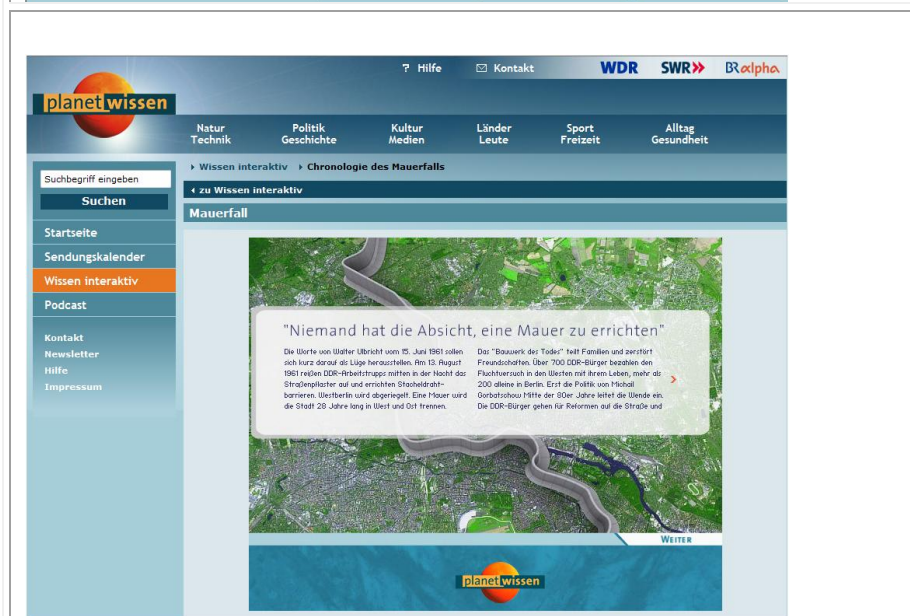 ? Hilfe
Kontakt
WDR
SWR
BR alpha
planet wissen
Natur
Technik
Politik
Geschichte
Kultur
Medien
Länder
Leute
Sport
Freizeit
Alltag
Gesundheit
Wissen interaktiv Chronologie des Mauerfalls
Suchbegriff eingeben
Suchen
zu Wissen interaktiv
Mauerfall
Startseite
Sendungskalender
Wissen interaktiv
Podcast
Kontakt
Newsletter
Hilfe
Impressum
"Niemand hat die Absicht, eine Mauer zu errichten"
Die Worte von Walter Ulbricht vom 15. Juni 1961 sollen
sich kurz darauf als Lüge herausstellen. Am 13. August
1961 reißen DDR-Arbeitstrupps mitten in der Nacht das
Straßenpflaster auf und errichten Stacheldraht-
barrieren. Westberlin wird abgeriegelt. Eine Mauer wird
die Stadt 28 Jahre lang in West und Ost trennen.
Das "Bauwerk des Todes" teilt Familien und zerstört
Freundschaften. Über 700 DDR-Bürger bezahlen den
Fluchtversuch in den Westen mit ihrem Leben, mehr als
200 alleine in Berlin. Erst die Politik von Michail
Gorbatschow Mitte der 80er Jahre leitet die Wende ein.
Die DDR-Bürger gehen für Reformen auf die Straße und
WEITER
planet wissen